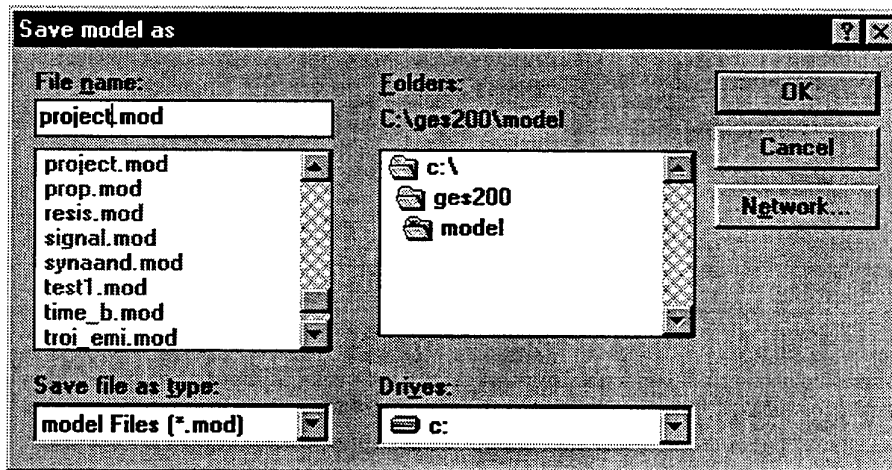 Save model as
File name:
project.mod
project.mod
prop.mod
resis.mod
signal.mod
synaand.mod
test1.mod
time_b.mod
troi_emi.mod
Save file as type:
model Files (*.mod)
Folders:
C:\ges200\model
c:\
ges200
model
Drives:
c:
OK
Cancel
Network...